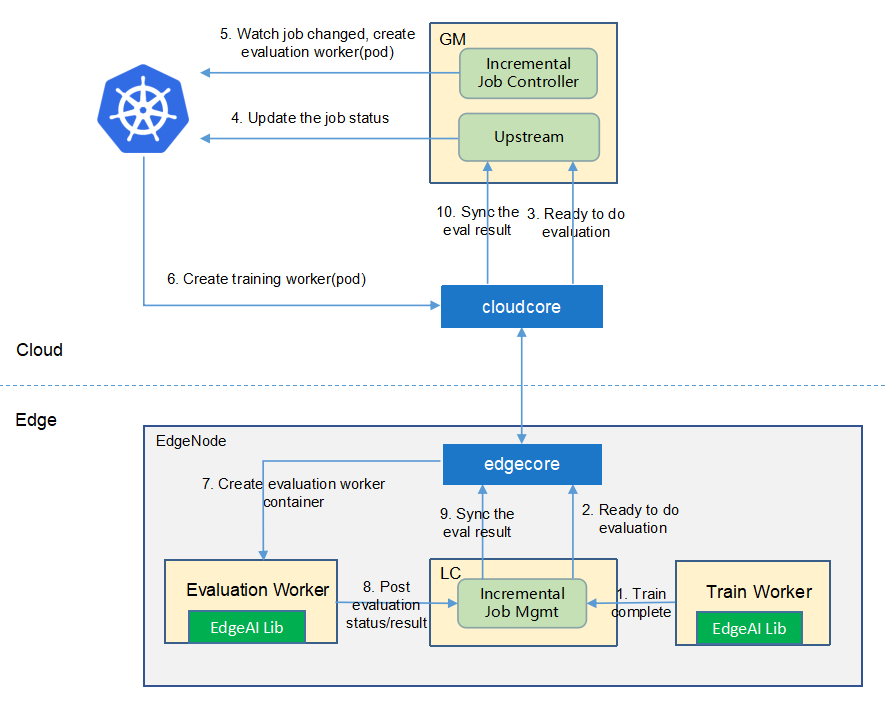 5. Watch job changed, create
evaluation worker(pod)
GM
Incremental
Job Controller
4. Update the job status
Upstream
10. Sync the
eval result
3. Ready to do
evaluation
6. Create training worker(pod)
cloudcore
Cloud
Edge
EdgeNode
edgecore
7. Create evaluation worker
container
9. Sync the
eval result
2. Ready to do
evaluation
Evaluation Worker
EdgeAI Lib
8. Post
evaluation
status/result
LC
Incremental
Job Mgmt
1. Train
complete
Train Worker
EdgeAI Lib